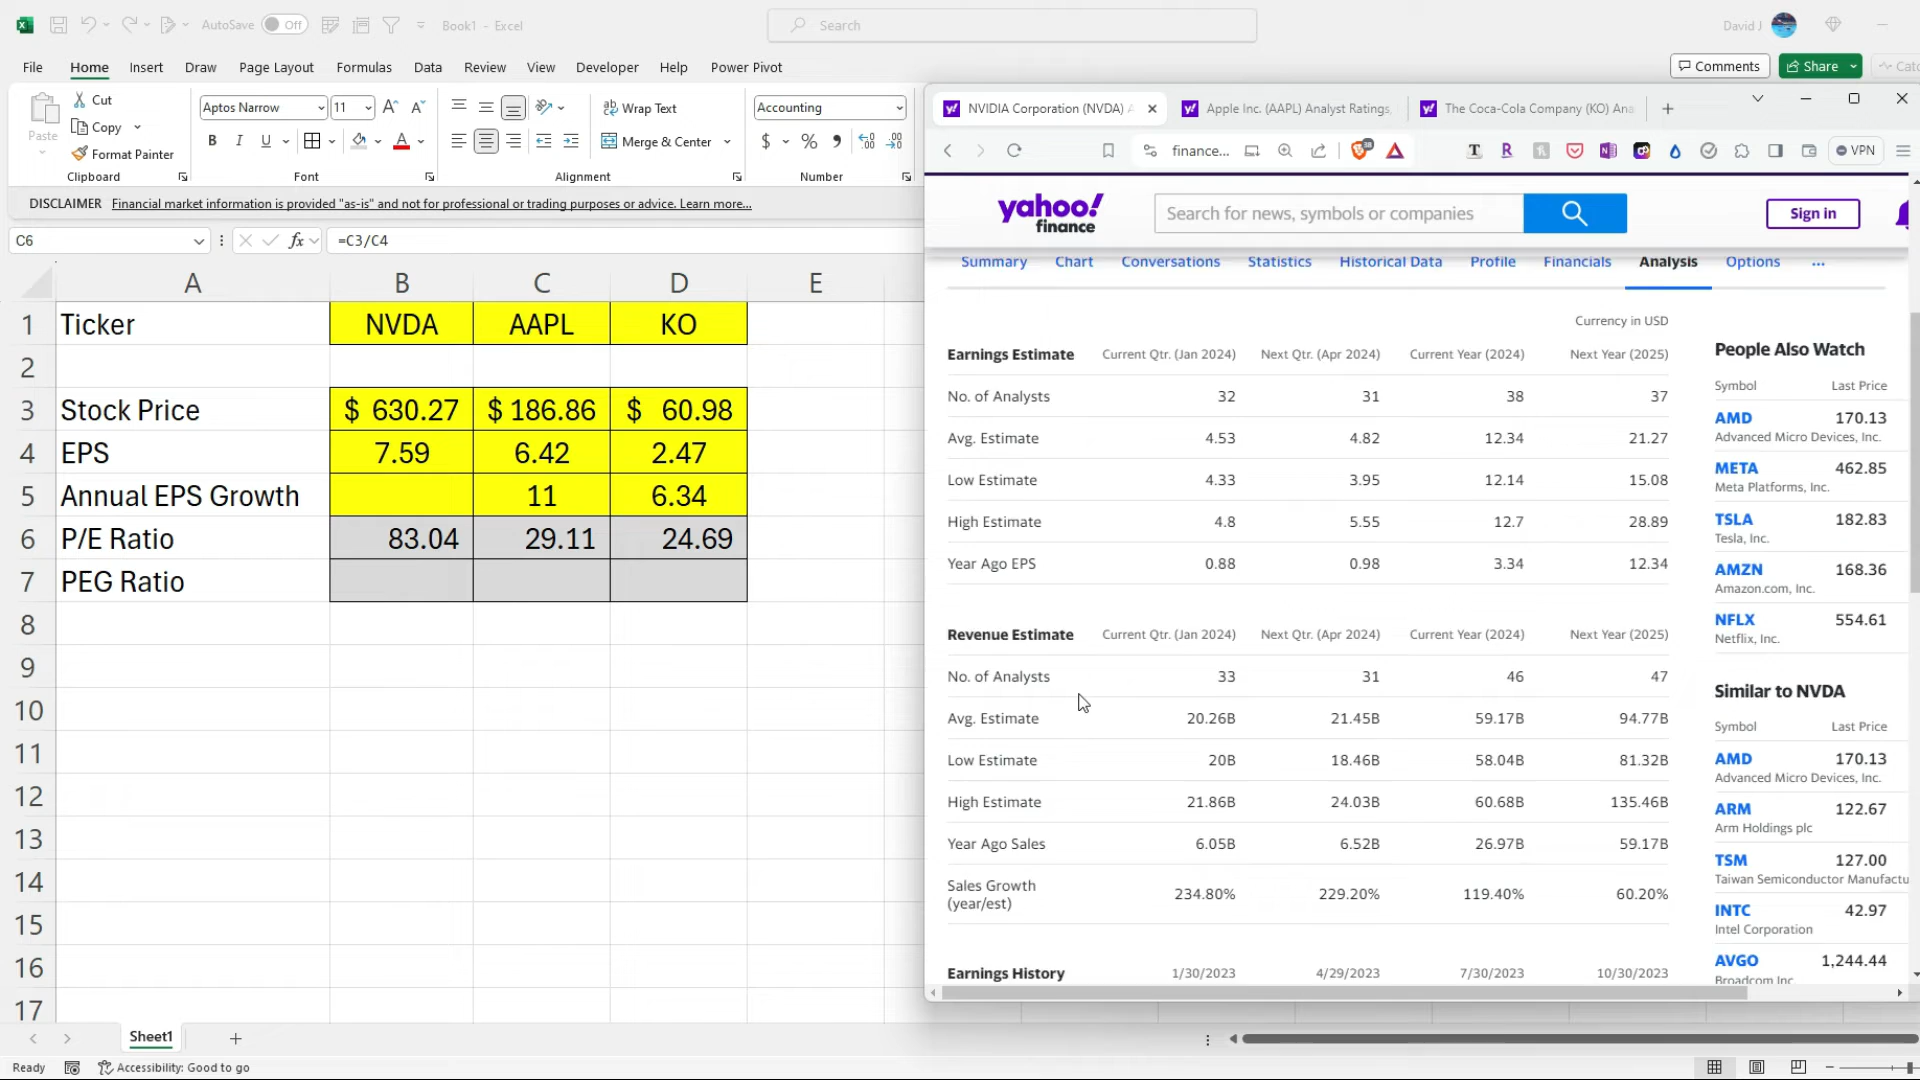 AutoSave Off Book1 - Excel Search David J
File Home Insert Draw Page Layout Formulas Data Review View Developer Help Power Pivot Comments Share
Paste Cut Copy Format Painter
Aptos Narrow 11 A A
B I U A
Wrap Text
Merge & Center
Accounting
$ %
Clipboard Font Alignment Number
DISCLAIMER Financial market information is provided "as-is" and not for professional or trading purposes or advice. Learn more...
C6 fx =C3/C4
A B C D E
1 Ticker NVDA AAPL KO
2
3 Stock Price $ 630.27 $ 186.86 $ 60.98
4 EPS 7.59 6.42 2.47
5 Annual EPS Growth 11 6.34
6 P/E Ratio 83.04 29.11 24.69
7 PEG Ratio
8
9
10
11
12
13
14
15
16
17
Sheet1
Ready Accessibility: Good to go
NVIDIA Corporation (NVDA) A Apple Inc. (AAPL) Analyst Ratings, The Coca-Cola Company (KO) Ana
finance... VPN
yahoo! finance
Search for news, symbols or companies
Sign in
Summary Chart Conversations Statistics Historical Data Profile Financials Analysis Options ...
Currency in USD
Earnings Estimate Current Qtr. (Jan 2024) Next Qtr. (Apr 2024) Current Year (2024) Next Year (2025)
No. of Analysts 32 31 38 37
Avg. Estimate 4.53 4.82 12.34 21.27
Low Estimate 4.33 3.95 12.14 15.08
High Estimate 4.8 5.55 12.7 28.89
Year Ago EPS 0.88 0.98 3.34 12.34
Revenue Estimate Current Qtr. (Jan 2024) Next Qtr. (Apr 2024) Current Year (2024) Next Year (2025)
No. of Analysts 33 31 46 47
Avg. Estimate 20.26B 21.45B 59.17B 94.77B
Low Estimate 20B 18.46B 58.04B 81.32B
High Estimate 21.86B 24.03B 60.68B 135.46B
Year Ago Sales 6.05B 6.52B 26.97B 59.17B
Sales Growth (year/est) 234.80% 229.20% 119.40% 60.20%
Earnings History 1/30/2023 4/29/2023 7/30/2023 10/30/2023
People Also Watch
Symbol Last Price
AMD 170.13
Advanced Micro Devices, Inc.
META 462.85
Meta Platforms, Inc.
TSLA 182.83
Tesla, Inc.
AMZN 168.36
Amazon.com, Inc.
NFLX 554.61
Netflix, Inc.
Similar to NVDA
Symbol Last Price
AMD 170.13
Advanced Micro Devices, Inc.
ARM 122.67
Arm Holdings plc
TSM 127.00
Taiwan Semiconductor Manufactu
INTC 42.97
Intel Corporation
AVGO 1,244.44
Broadcom Inc.